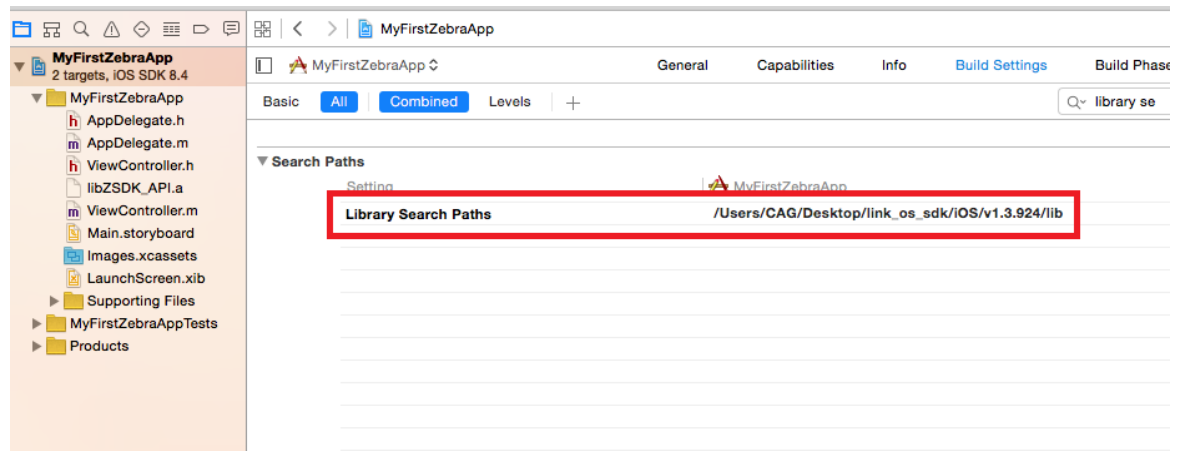 MyFirstZebraApp
MyFirstZebraApp
2 targets, iOS SDK 8.4
MyFirstZebraApp
h AppDelegate.h
m AppDelegate.m
h ViewController.h
libZSDK_API.a
m ViewController.m
Main.storyboard
Images.xcassets
LaunchScreen.xib
Supporting Files
MyFirstZebraAppTests
Products
MyFirstZebraApp General Capabilities Info Build Settings Build Phase
Basic All Combined Levels library se
Search Paths
Setting MyFirstZebraApp
Library Search Paths /Users/CAG/Desktop/link_os_sdk/iOS/v1.3.924/lib